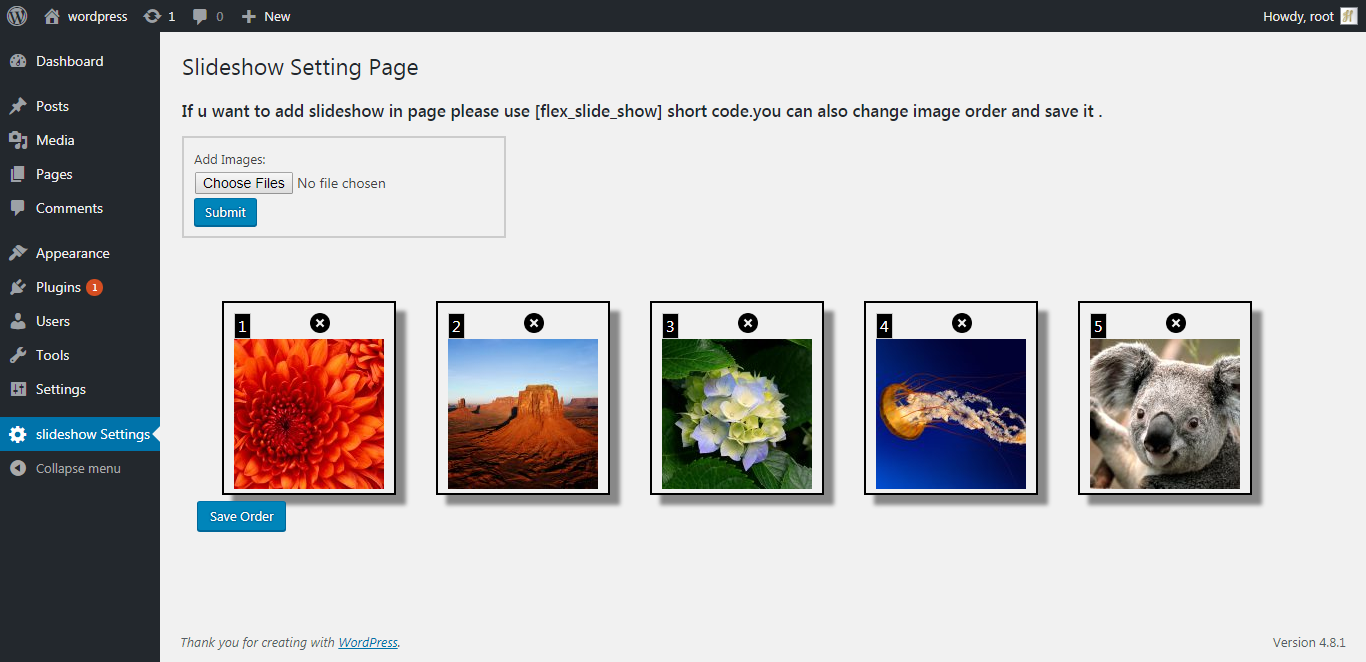 wordpress 1 0 New Howdy, root
Dashboard
Posts
Media
Pages
Comments
Appearance
Plugins 1
Users
Tools
Settings
slideshow Settings
Collapse menu
Slideshow Setting Page
If u want to add slideshow in page please use [flex_slide_show] short code.you can also change image order and save it .
Add Images:
Choose Files No file chosen
Submit
1 2 3 4 5
Save Order
Thank you for creating with WordPress. Version 4.8.1